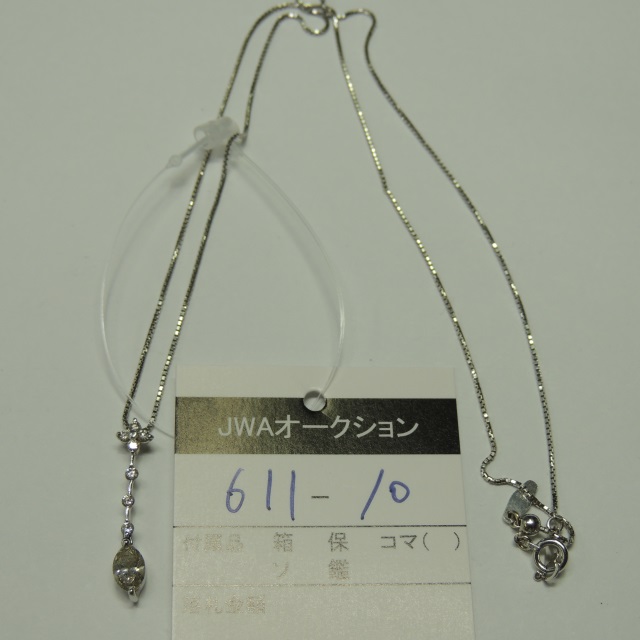 JWAオークション
611-10
付属品 箱 保 コマ( )
ソ 鑑